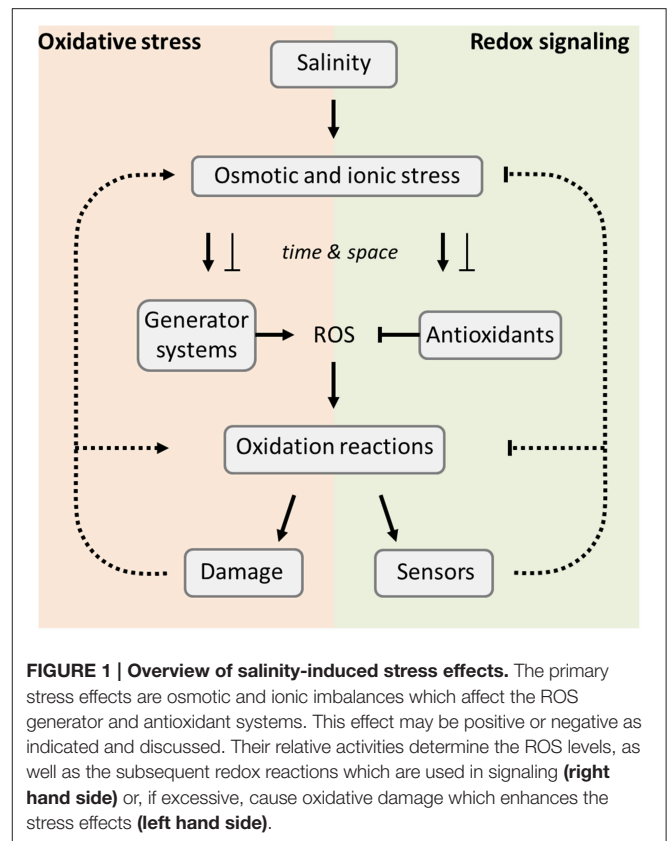 Oxidative stress
Redox signaling
Salinity
Osmotic and ionic stress
time & space
Generator
systems
ROS
Antioxidants
Oxidation reactions
Damage
Sensors
FIGURE 1 | Overview of salinity-induced stress effects. The primary
stress effects are osmotic and ionic imbalances which affect the ROS
generator and antioxidant systems. This effect may be positive or negative as
indicated and discussed. Their relative activities determine the ROS levels, as
well as the subsequent redox reactions which are used in signaling (right
hand side) or, if excessive, cause oxidative damage which enhances the
stress effects (left hand side).